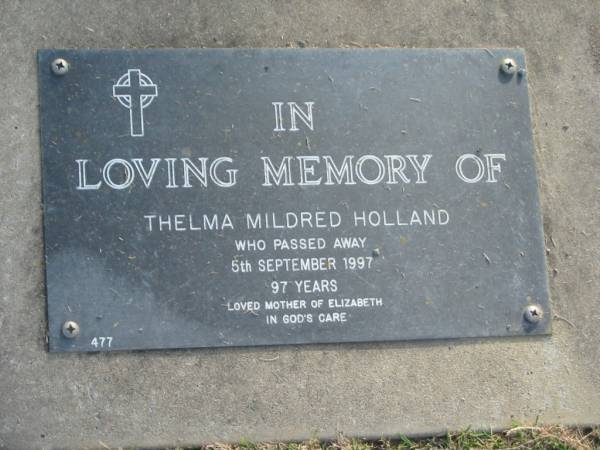 IN
LOVING MEMORY OF
THELMA MILDRED HOLLAND
WHO PASSED AWAY
5th SEPTEMBER 1997
97 YEARS
LOVED MOTHER OF ELIZABETH
IN GOD'S CARE
477